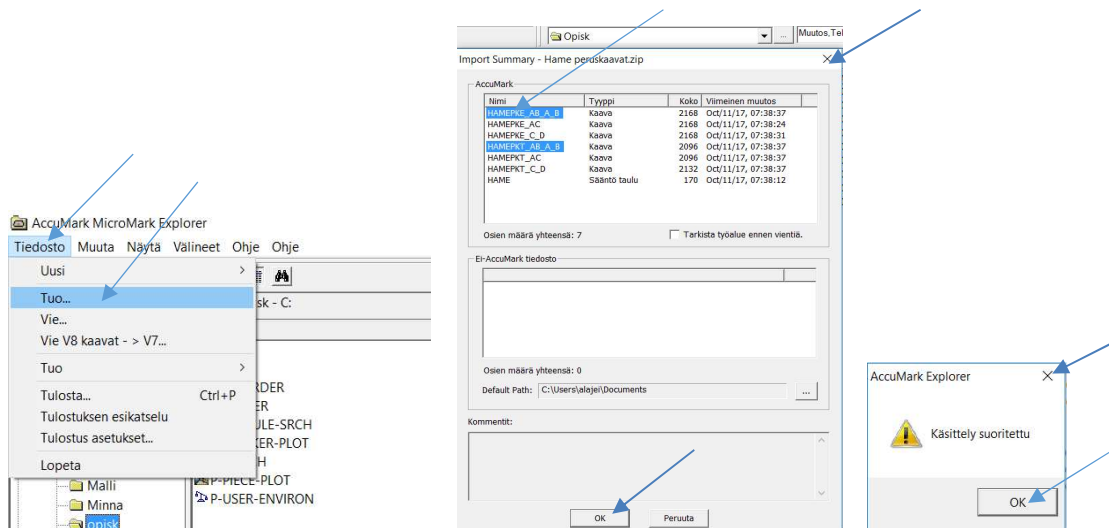 AccuMark MicroMark Explorer
Tiedosto Muuta Näytä Välineet Ohje Ohje
Uusi
Tuo...
Vie...
Vie V8 kaavat - > V7...
Tuo
Tulosta... Ctrl+P
Tulostuksen esikatselu
Tulostus asetukset...
Lopeta
sk - C:
RDER
ER
ULE-SRCH
KER-PLOT
H
P-PIECE-PLOT
P-USER-ENVIRON
Malli
Minna
opisk
Opisk
...
Muutos,Tel
Import Summary - Hame peruskaavat.zip
AccuMark
Nimi Tyyppi Koko Viimeinen muutos
HAMEPKE_AB_A_B Kaava 2168 Oct/11/17, 07:38:37
HAMEPKE_AC Kaava 2168 Oct/11/17, 07:38:24
HAMEPKE_C_D Kaava 2168 Oct/11/17, 07:38:31
HAMEPKT_AB_A_B Kaava 2096 Oct/11/17, 07:38:37
HAMEPKT_AC Kaava 2096 Oct/11/17, 07:38:37
HAMEPKT_C_D Kaava 2132 Oct/11/17, 07:38:37
HAME Sääntö taulu 170 Oct/11/17, 07:38:12
Osien määrä yhteensä: 7 Tarkista työalue ennen vientiä.
Ei-AccuMark tiedosto
Osien määrä yhteensä: 0
Default Path: C:\Users\alajei\Documents ...
Kommentit:
OK Peruuta
AccuMark Explorer
Käsittely suoritettu
OK